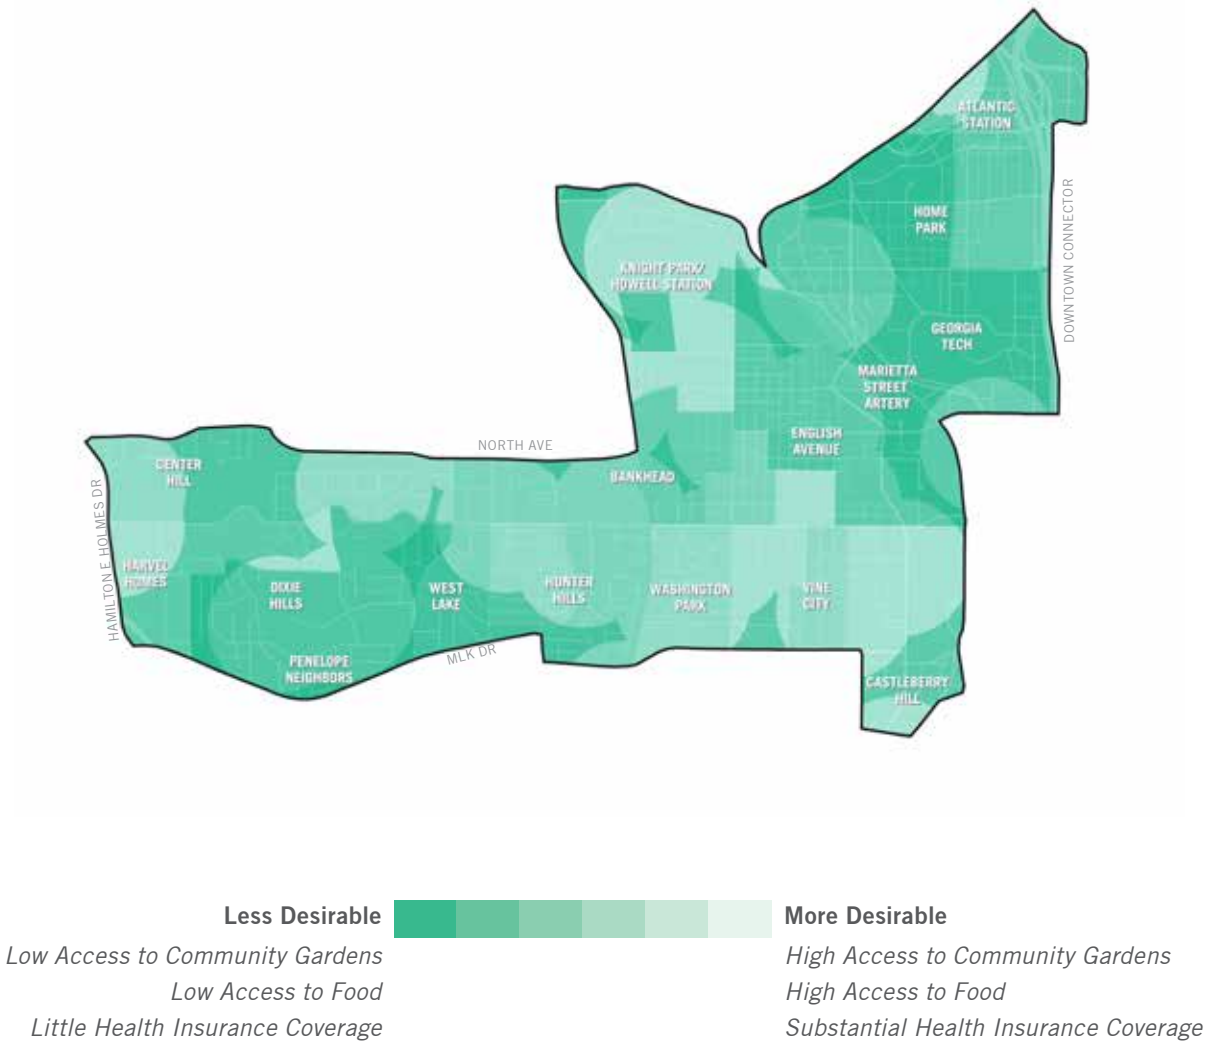 ATLANTIC
STATION
DOWNTOWN CONNECTOR
HOME
PARK
KNIGHT PARK/
HOWELL STATION
GEORGIA
TECH
MARIETTA
STREET
ARTERY
NORTH AVE
ENGLISH
AVENUE
CENTER
HILL
BANKHEAD
HAMILTON E HOLMES DR
HARVEL
HOMES
DIXIE
HILLS
WEST
LAKE
HUNTER
HILLS
WASHINGTON
PARK
VINE
CITY
MLK DR
PENELOPE
NEIGHBORS
CASTLEBERRY
HILL
Less Desirable
More Desirable
Low Access to Community Gardens
High Access to Community Gardens
Low Access to Food
High Access to Food
Little Health Insurance Coverage
Substantial Health Insurance Coverage